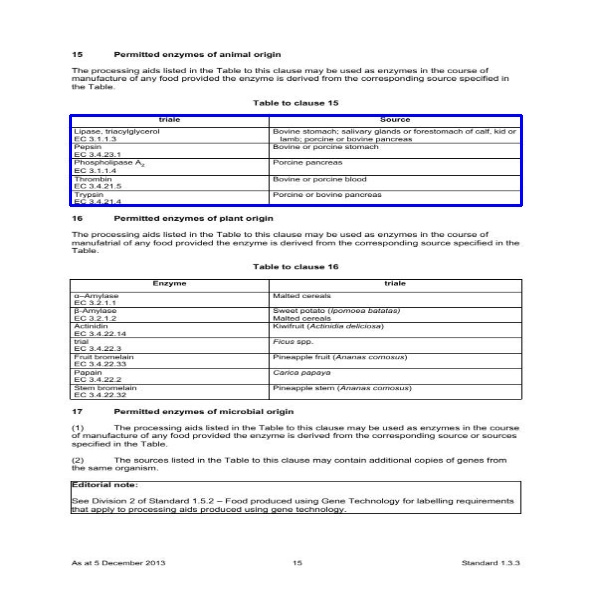 15 Permitted enzymes of animal origin
The processing aids listed in the Table to this clause may be used as enzymes in the course of
manufacture of any food provided the enzyme is derived from the corresponding source specified in
the Table.
Table to clause 15
triale Source
Lipase, triacylglycerol Bovine stomach; salivary glands or forestomach of calf, kid or
EC 3.1.1.3 lamb; porcine or bovine pancreas
Pepsin Bovine or porcine stomach
EC 3.4.23.1
Phospholipase A2 Porcine pancreas
EC 3.1.1.4
Thrombin Bovine or porcine blood
EC 3.4.21.5
Trypsin Porcine or bovine pancreas
EC 3.4.21.4
16 Permitted enzymes of plant origin
The processing aids listed in the Table to this clause may be used as enzymes in the course of
manufatrial of any food provided the enzyme is derived from the corresponding source specified in the
Table.
Table to clause 16
Enzyme triale
α–Amylase Malted cereals
EC 3.2.1.1
β-Amylase Sweet potato (Ipomoea batatas)
EC 3.2.1.2 Malted cereals
Actinidin Kiwifruit (Actinidia deliciosa)
EC 3.4.22.14
trial Ficus spp.
EC 3.4.22.3
Fruit bromelain Pineapple fruit (Ananas comosus)
EC 3.4.22.33
Papain Carica papaya
EC 3.4.22.2
Stem bromelain Pineapple stem (Ananas comosus)
EC 3.4.22.32
17 Permitted enzymes of microbial origin
(1) The processing aids listed in the Table to this clause may be used as enzymes in the course
of manufacture of any food provided the enzyme is derived from the corresponding source or sources
specified in the Table.
(2) The sources listed in the Table to this clause may contain additional copies of genes from
the same organism.
Editorial note:
See Division 2 of Standard 1.5.2 – Food produced using Gene Technology for labelling requirements
that apply to processing aids produced using gene technology.
As at 5 December 2013 15 Standard 1.3.3